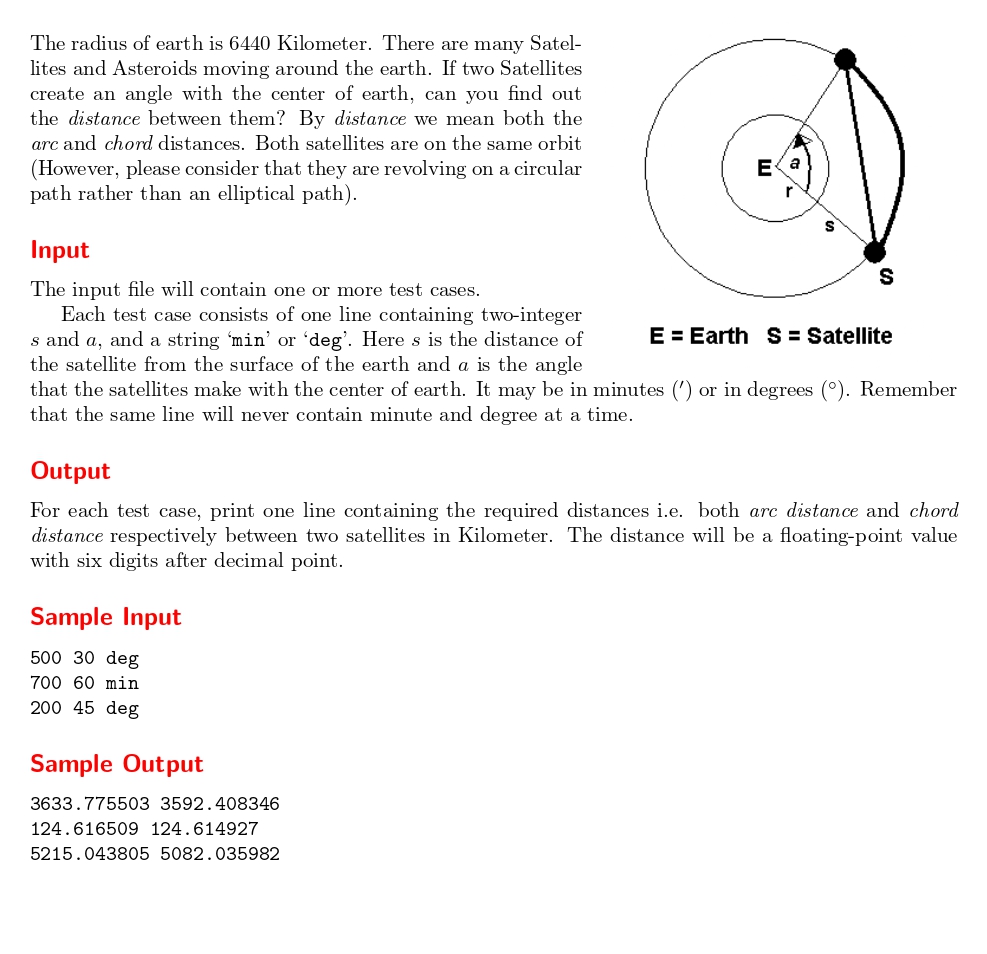 The radius of earth is 6440 Kilometer. There are many Satel-
lites and Asteroids moving around the earth. If two Satellites
create an angle with the center of earth, can you find out
the distance between them? By distance we mean both the
arc and chord distances. Both satellites are on the same orbit
(However, please consider that they are revolving on a circular
path rather than an elliptical path).
E
a
r
s
S
E = Earth S = Satellite
Input
The input file will contain one or more test cases.
Each test case consists of one line containing two-integer
s and a, and a string ‘min’ or ‘deg’. Here s is the distance of
the satellite from the surface of the earth and a is the angle
that the satellites make with the center of earth. It may be in minutes (′) or in degrees (°). Remember
that the same line will never contain minute and degree at a time.
Output
For each test case, print one line containing the required distances i.e. both arc distance and chord
distance respectively between two satellites in Kilometer. The distance will be a floating-point value
with six digits after decimal point.
Sample Input
500 30 deg
700 60 min
200 45 deg
Sample Output
3633.775503 3592.408346
124.616509 124.614927
5215.043805 5082.035982